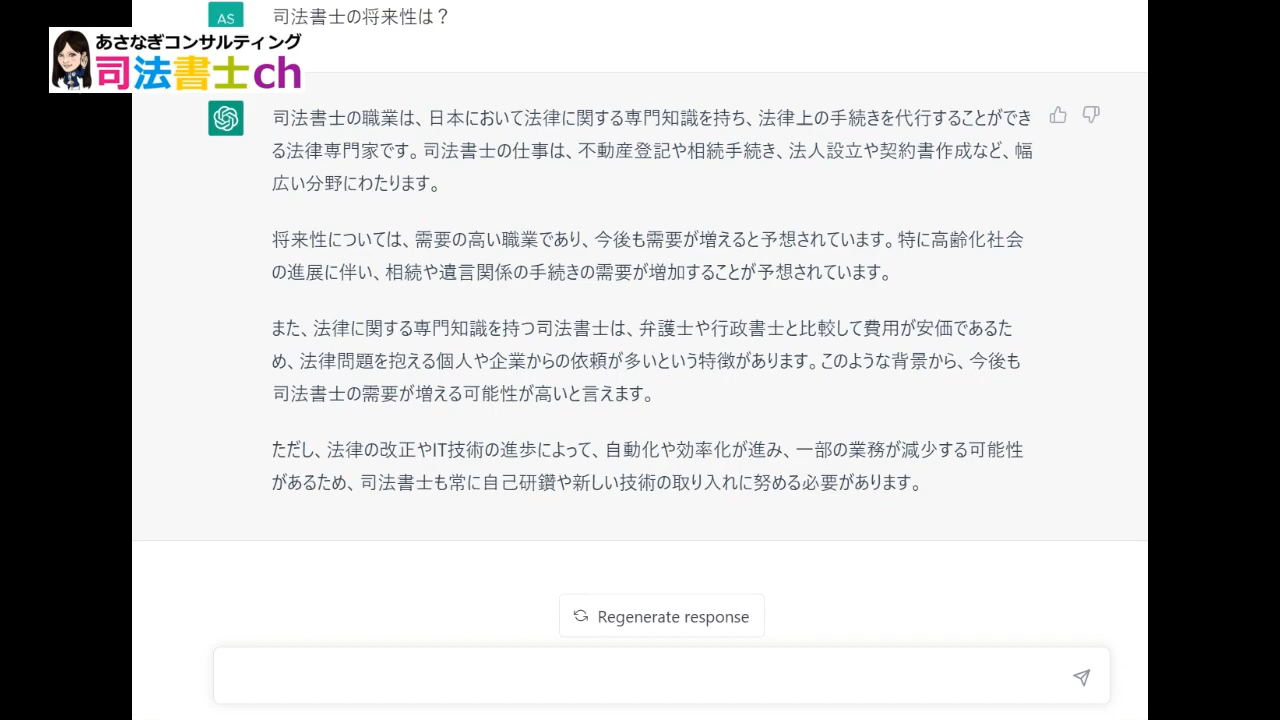 AS
司法書士の将来性は？
あさなぎコンサルティング
司法書士ch
司法書士の職業は、日本において法律に関する専門知識を持ち、法律上の手続きを代行することができ
る法律専門家です。司法書士の仕事は、不動産登記や相続手続き、法人設立や契約書作成など、幅
広い分野にわたります。
将来性については、需要の高い職業であり、今後も需要が増えると予想されています。特に高齢化社会
の進展に伴い、相続や遺言関係の手続きの需要が増加することが予想されています。
また、法律に関する専門知識を持つ司法書士は、弁護士や行政書士と比較して費用が安価であるた
め、法律問題を抱える個人や企業からの依頼が多いという特徴があります。このような背景から、今後も
司法書士の需要が増える可能性が高いと言えます。
ただし、法律の改正やIT技術の進歩によって、自動化や効率化が進み、一部の業務が減少する可能性
があるため、司法書士も常に自己研鑽や新しい技術の取り入れに努める必要があります。
Regenerate response